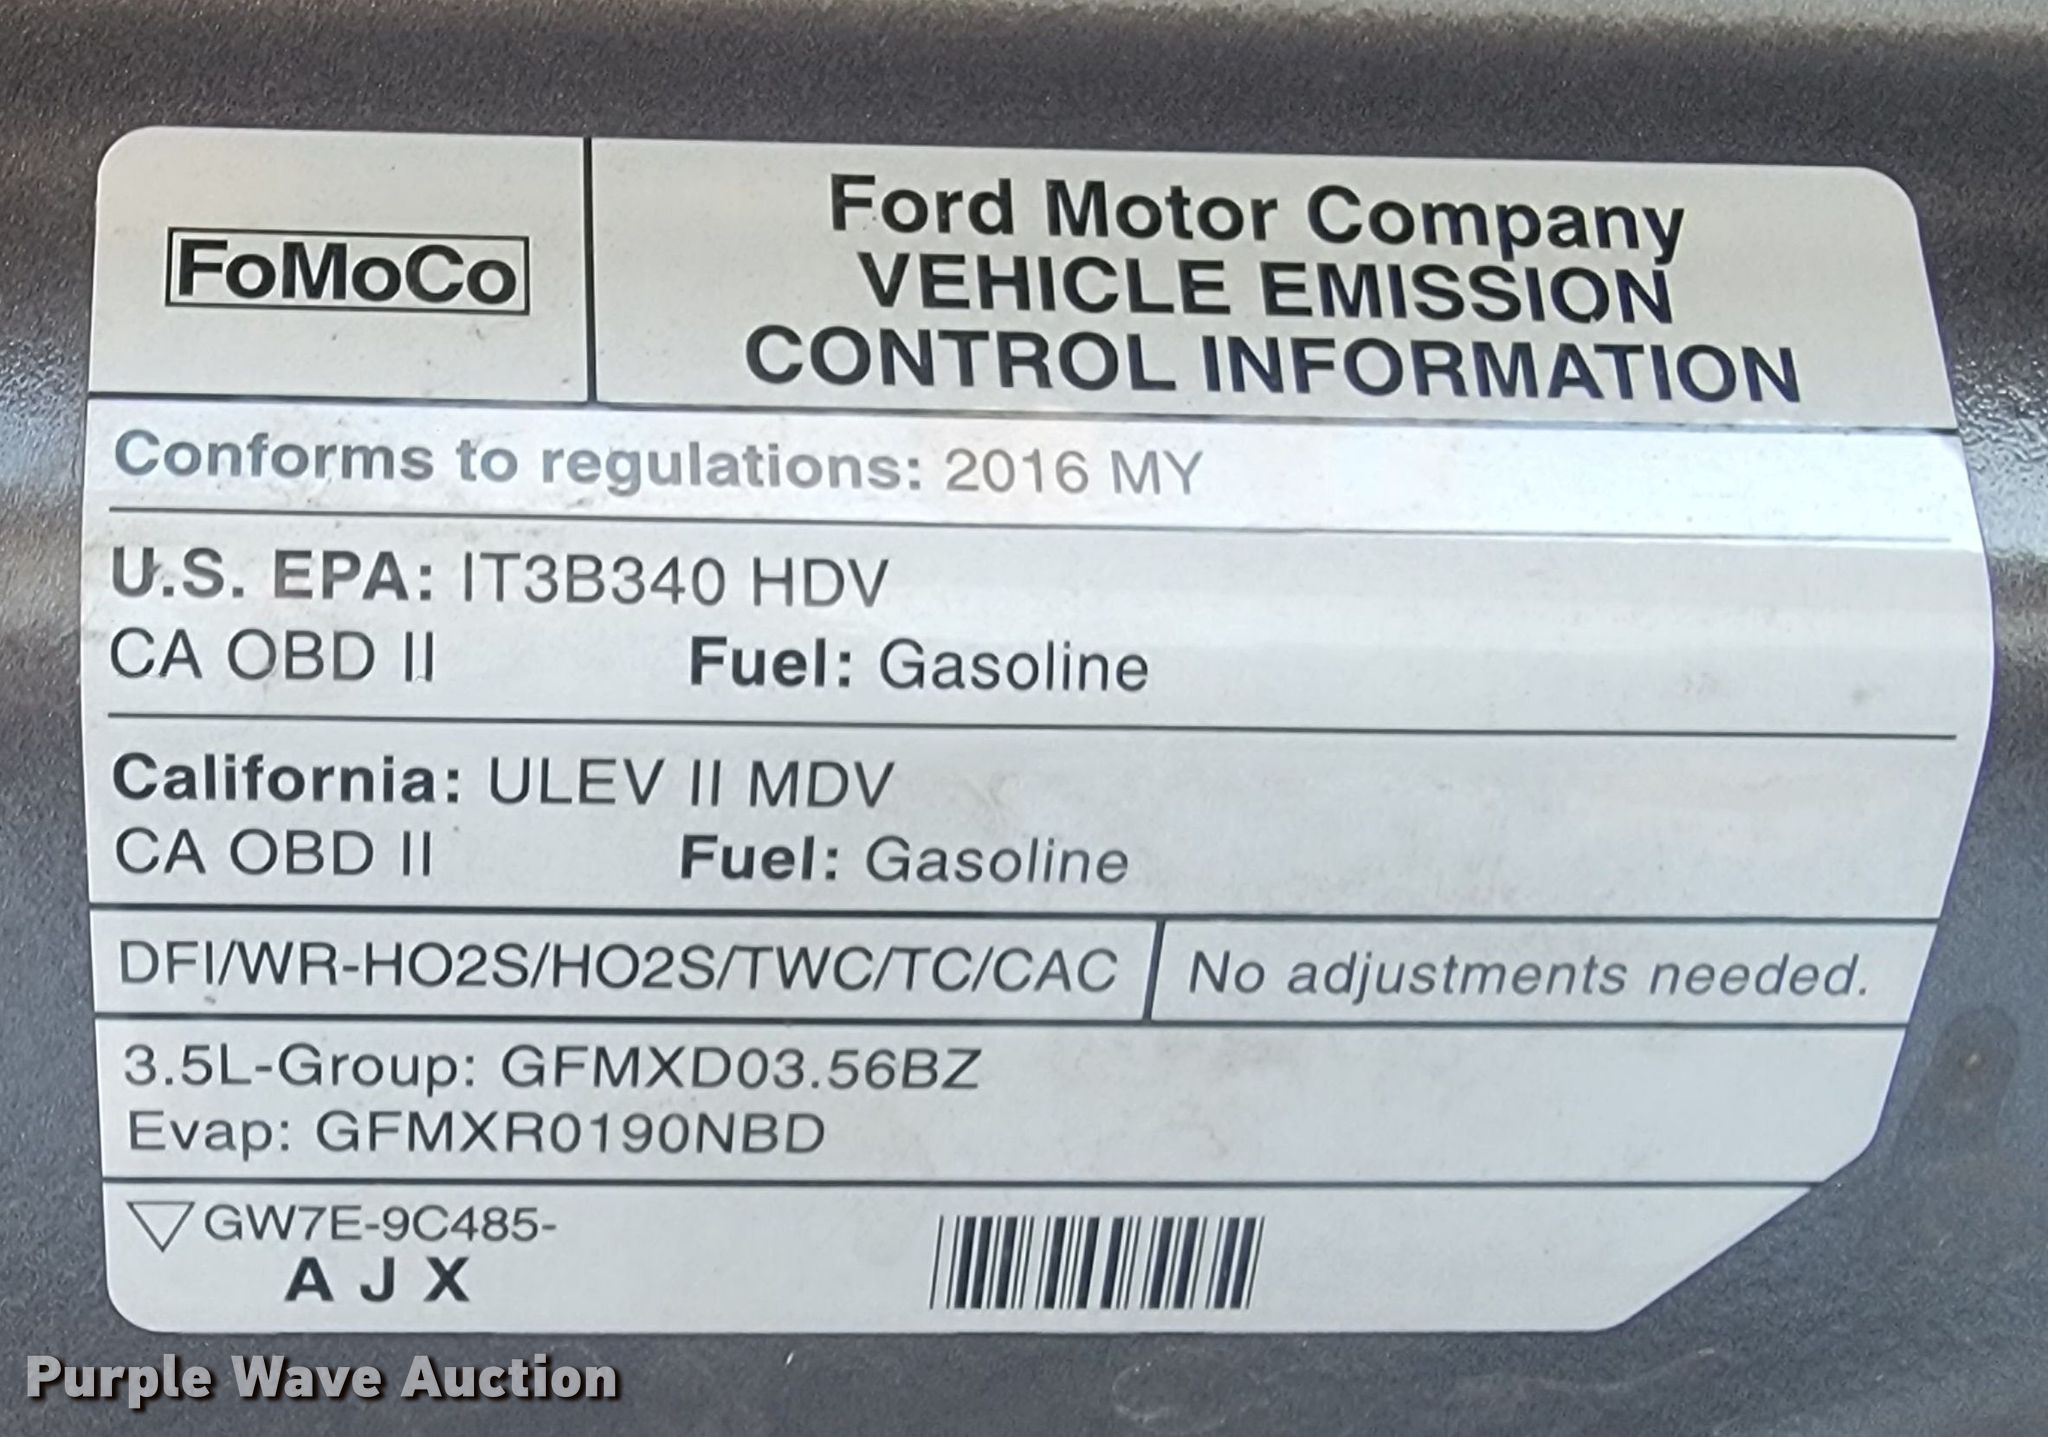 FoMoCo
Ford Motor Company
VEHICLE EMISSION
CONTROL INFORMATION
Conforms to regulations: 2016 MY
U.S. EPA: IT3B340 HDV
CA OBD II Fuel: Gasoline
California: ULEV II MDV
CA OBD II Fuel: Gasoline
DFI/WR-HO2S/HO2S/TWC/TC/CAC No adjustments needed.
3.5L-Group: GFMXD03.56BZ
Evap: GFMXR0190NBD
GW7E-9C485-
A J X
Purple Wave Auction